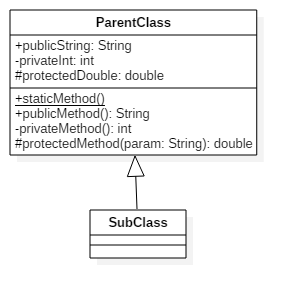 ParentClass
+publicString: String
-privateInt: int
#protectedDouble: double
+staticMethod()
+publicMethod(): String
-privateMethod(): int
#protectedMethod(param: String): double
SubClass